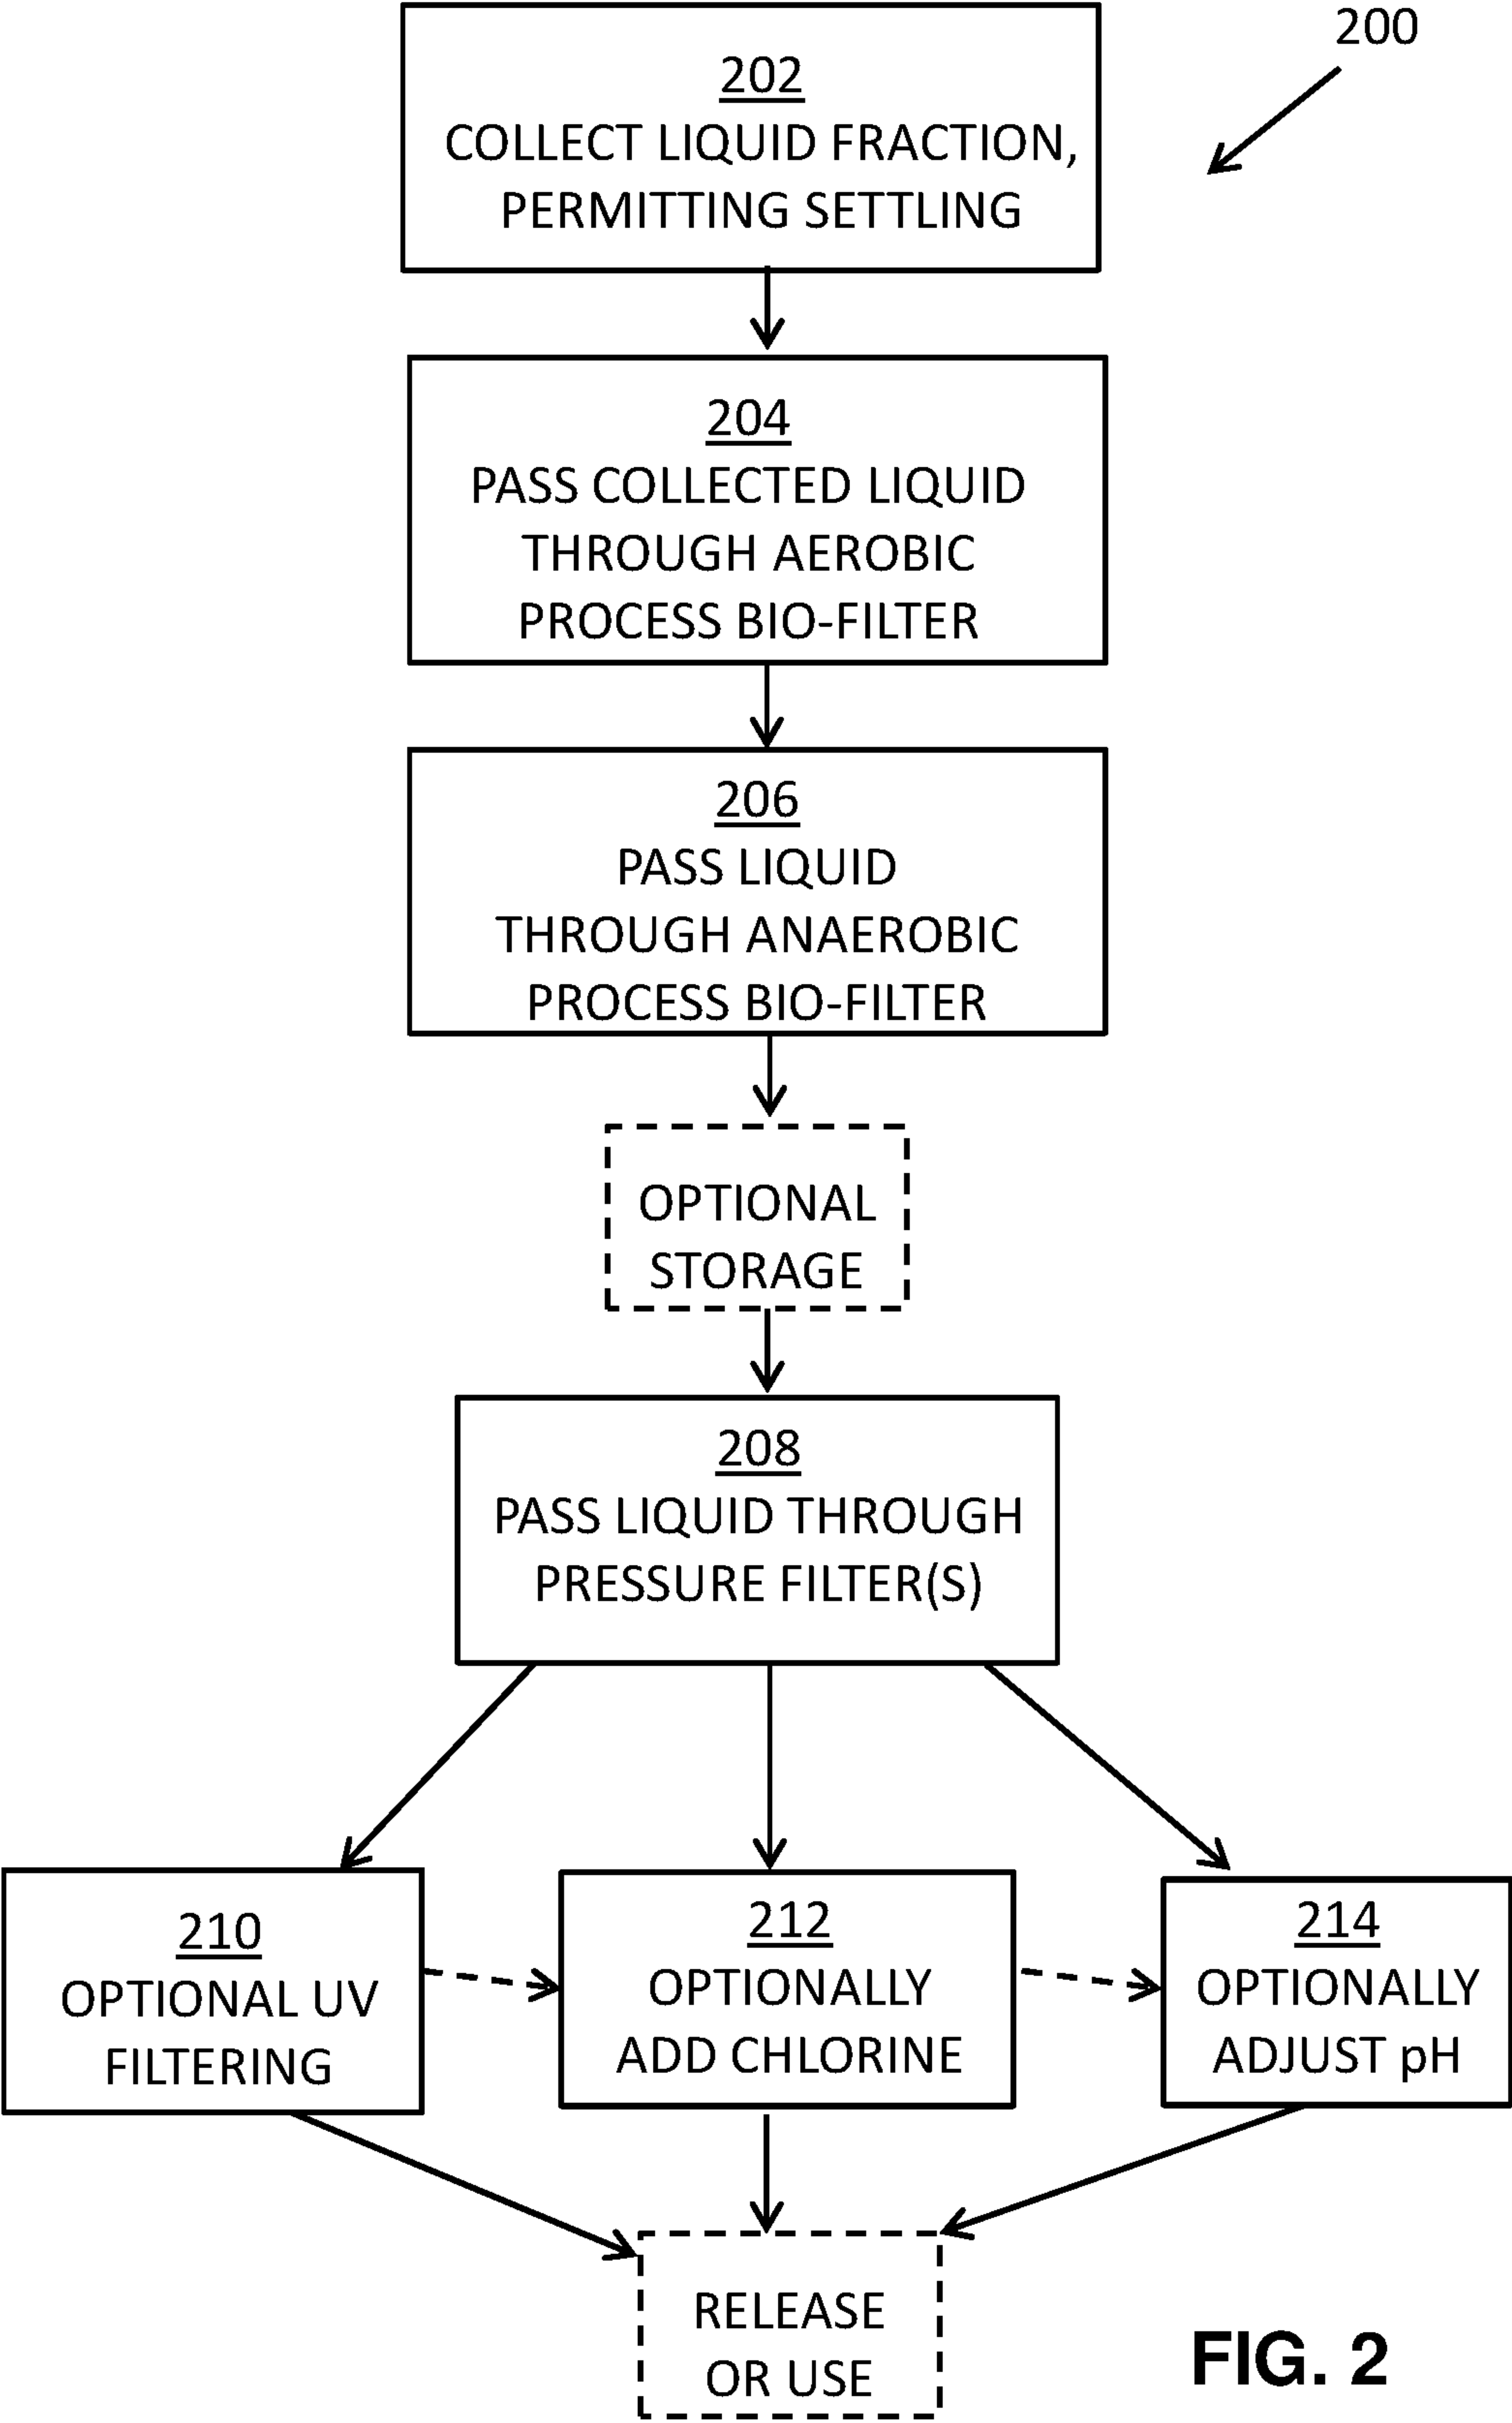 200
202
COLLECT LIQUID FRACTION,
PERMITTING SETTLING
204
PASS COLLECTED LIQUID
THROUGH AEROBIC
PROCESS BIO-FILTER
206
PASS LIQUID
THROUGH ANAEROBIC
PROCESS BIO-FILTER
OPTIONAL
STORAGE
208
PASS LIQUID THROUGH
PRESSURE FILTER(S)
210
OPTIONAL UV
FILTERING
212
OPTIONALLY
ADD CHLORINE
214
OPTIONALLY
ADJUST pH
RELEASE
OR USE
FIG. 2